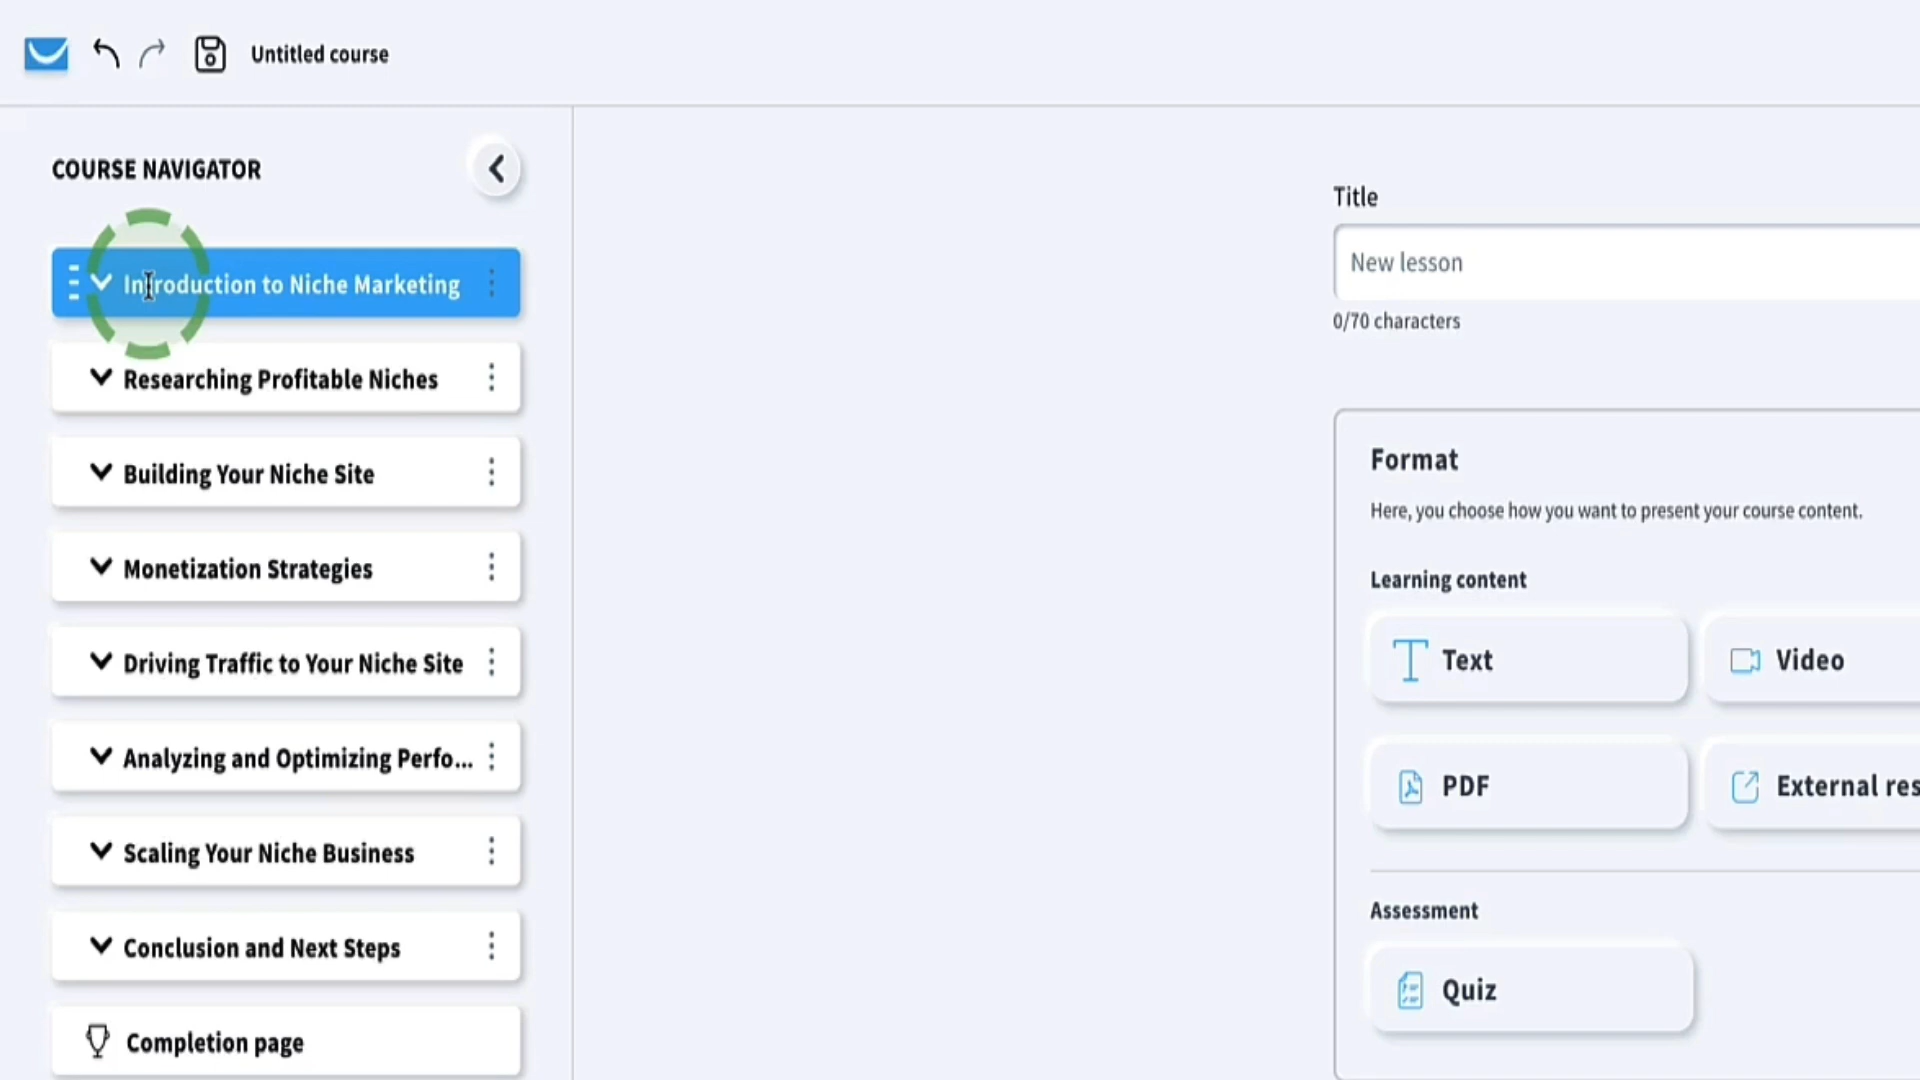 Untitled course
COURSE NAVIGATOR
Introduction to Niche Marketing
Researching Profitable Niches
Building Your Niche Site
Monetization Strategies
Driving Traffic to Your Niche Site
Analyzing and Optimizing Perfo...
Scaling Your Niche Business
Conclusion and Next Steps
Completion page
Title
New lesson
0/70 characters
Format
Here, you choose how you want to present your course content.
Learning content
Text
Video
PDF
External res
Assessment
Quiz